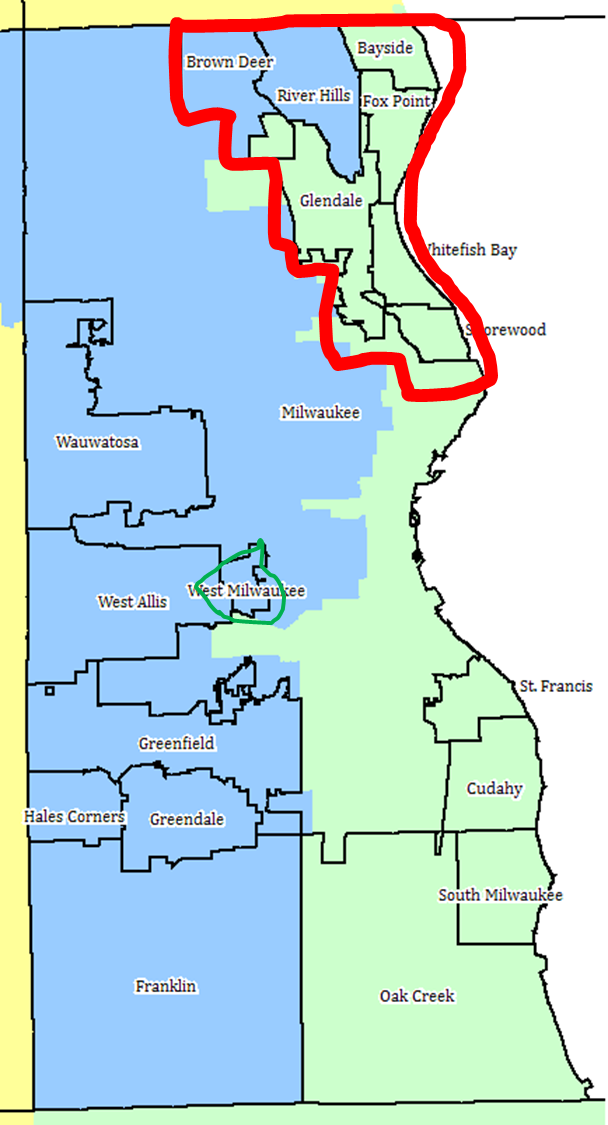 Bayside
Brown Deer
River Hills
Fox Point
Glendale
hitefish Bay
Shorewood
Milwaukee
Wauwatosa
West Milwaukee
West Allis
St. Francis
Greenfield
Cudahy
Hales Corners
Greendale
South Milwaukee
Franklin
Oak Creek